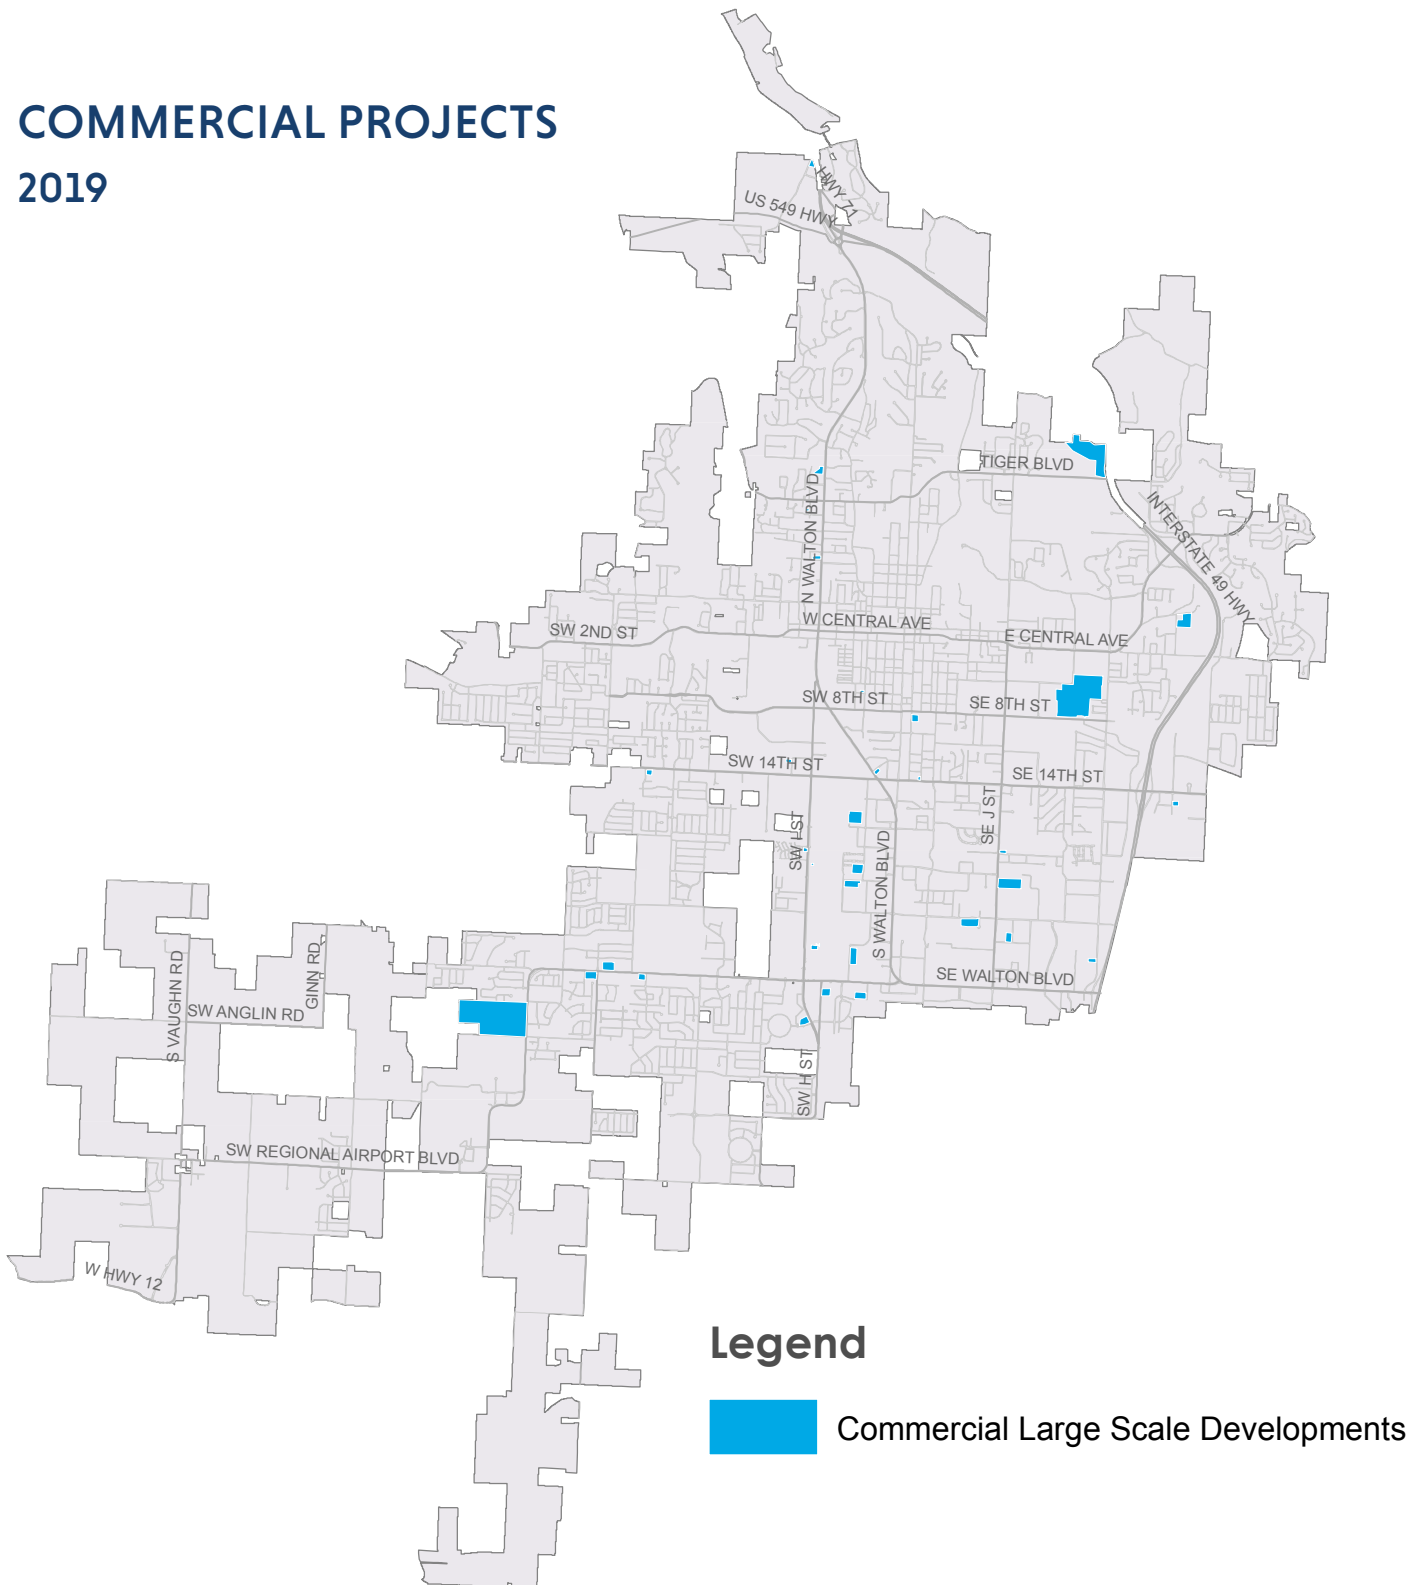 COMMERCIAL PROJECTS
2019
HWY 71
US 549 HWY
TIGER BLVD
N WALTON BLVD
INTERSTATE 49 HWY
W CENTRAL AVE
SW 2ND ST
E CENTRAL AVE
SW 8TH ST
SE 8TH ST
SW 14TH ST
SE 14TH ST
SW I ST
SE J ST
S WALTON BLVD
S VAUGHN RD
GINN RD
SE WALTON BLVD
SW ANGLIN RD
SW H ST
SW REGIONAL AIRPORT BLVD
W HWY 12
Legend
Commercial Large Scale Developments